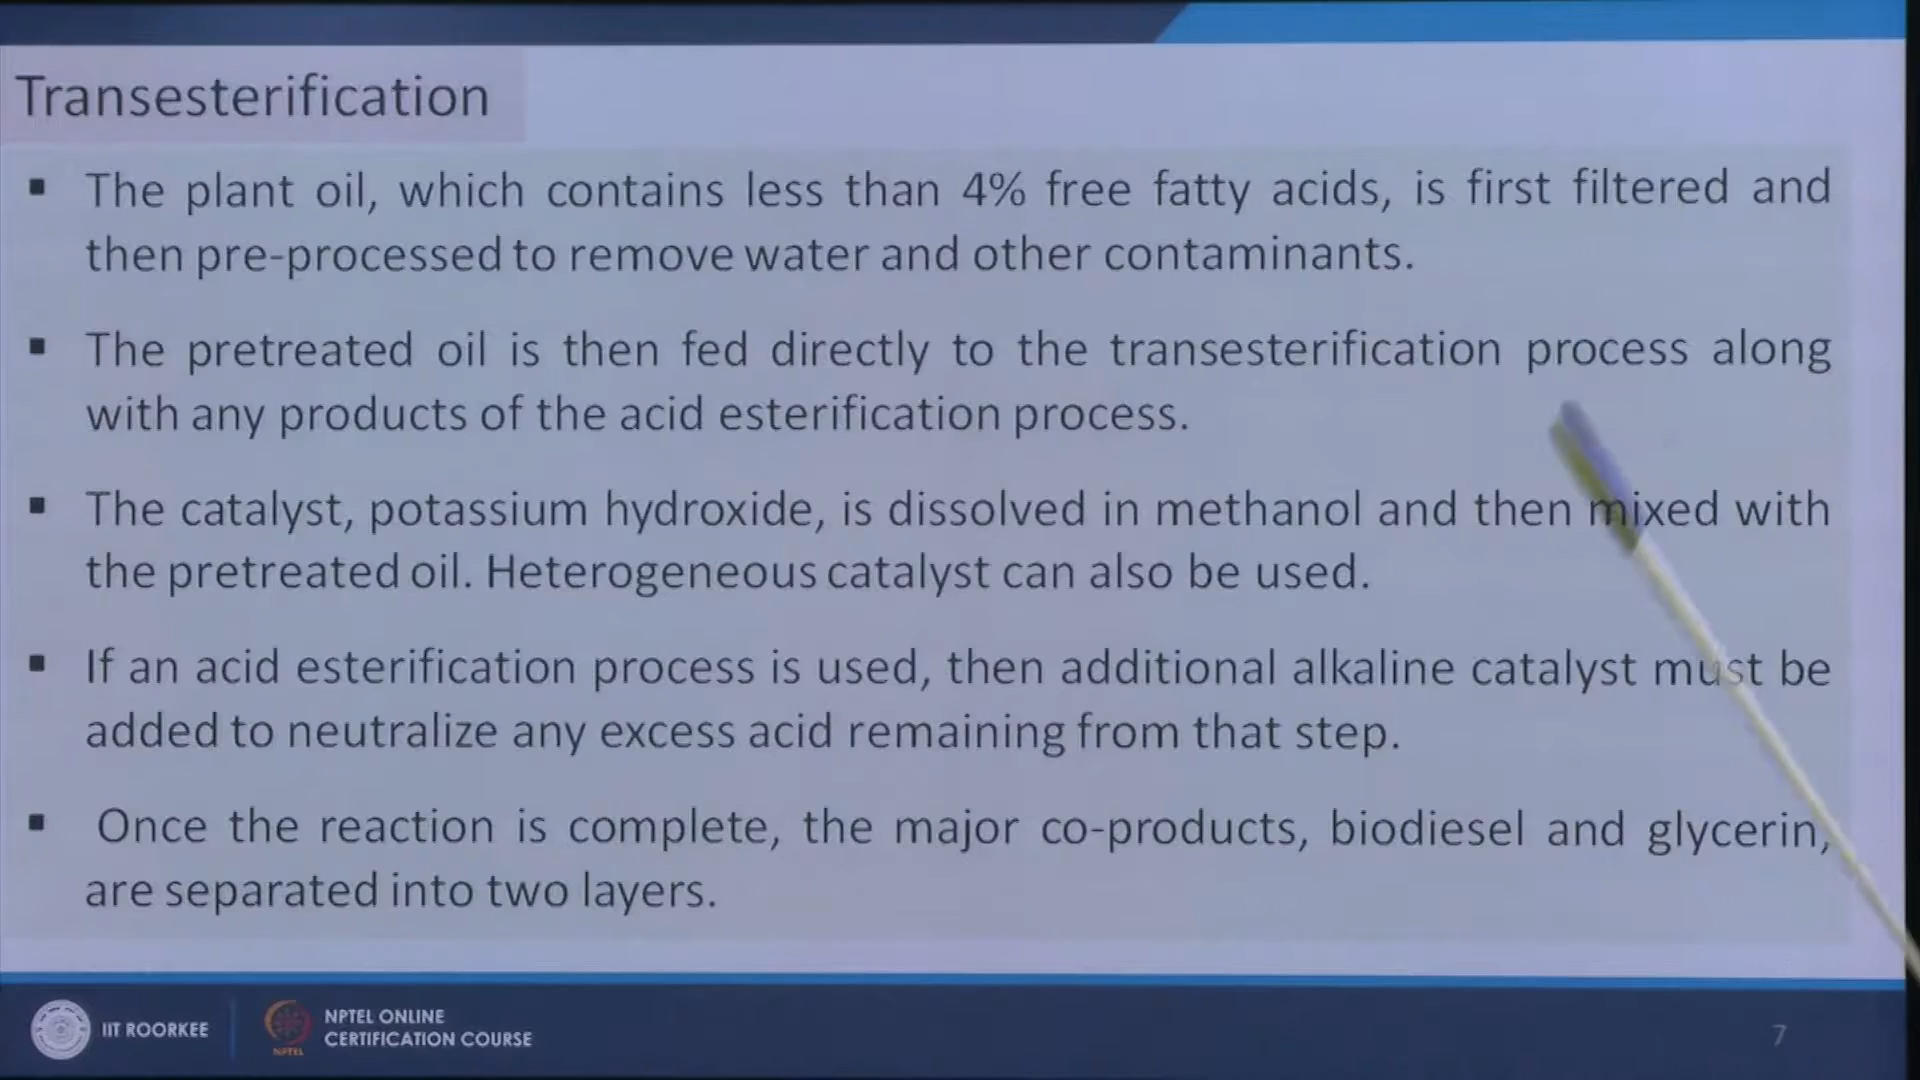 Transesterification
▪ The plant oil, which contains less than 4% free fatty acids, is first filtered and
then pre-processed to remove water and other contaminants.
▪ The pretreated oil is then fed directly to the transesterification process along
with any products of the acid esterification process.
▪ The catalyst, potassium hydroxide, is dissolved in methanol and then mixed with
the pretreated oil. Heterogeneous catalyst can also be used.
▪ If an acid esterification process is used, then additional alkaline catalyst must be
added to neutralize any excess acid remaining from that step.
▪ Once the reaction is complete, the major co-products, biodiesel and glycerin,
are separated into two layers.
IIT ROORKEE
NPTEL
NPTEL ONLINE
CERTIFICATION COURSE
7